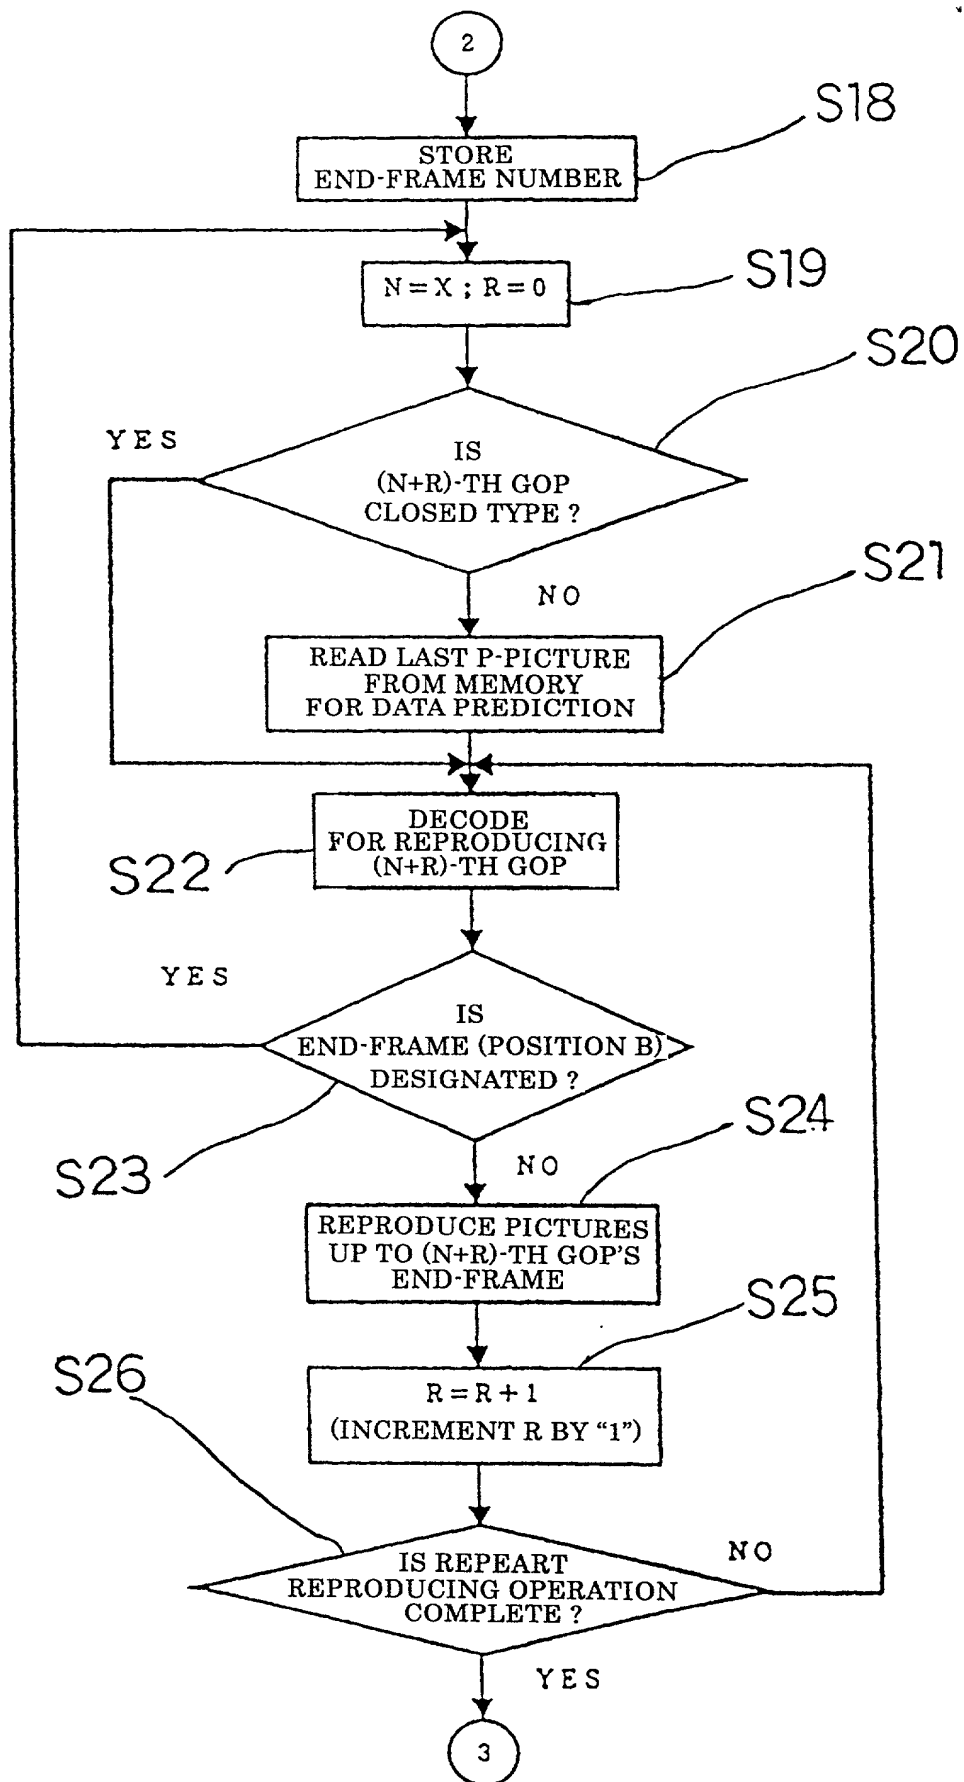 2
S18
STORE
END-FRAME NUMBER
S19
N=X ; R=0
S20
YES
IS
(N+R)-TH GOP
CLOSED TYPE ?
S21
NO
READ LAST P-PICTURE
FROM MEMORY
FOR DATA PREDICTION
DECODE
FOR REPRODUCING
(N+R)-TH GOP
S22
YES
IS
END-FRAME (POSITION B)
DESIGNATED ?
S24
S23
NO
REPRODUCE PICTURES
UP TO (N+R)-TH GOP'S
END-FRAME
S25
S26
R=R+1
(INCREMENT R BY “1”)
NO
IS REPEART
REPRODUCING OPERATION
COMPLETE ?
YES
3